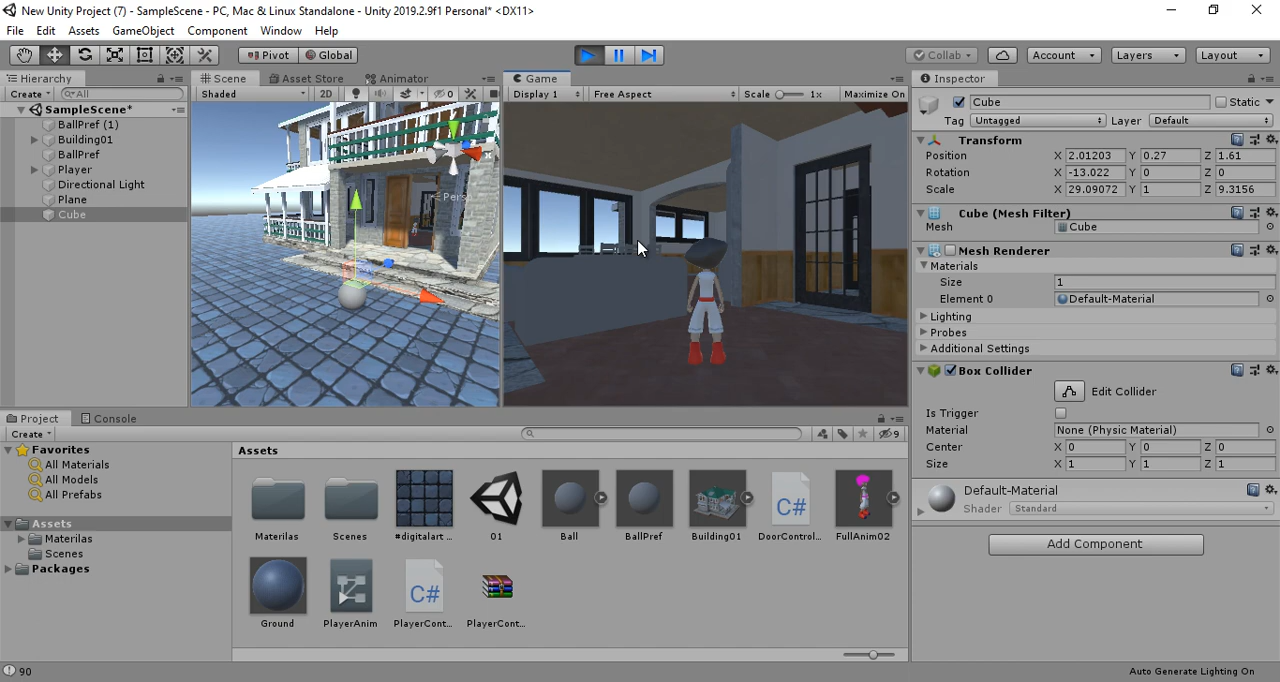 New Unity Project (7) - SampleScene - PC, Mac & Linux Standalone - Unity 2019.2.9f1 Personal* <DX11>
File Edit Assets GameObject Component Window Help
Pivot Global Collab Account Layers Layout
Hierarchy Scene Asset Store Animator Game Inspector
Create All Shaded 2D 0 Display 1 Free Aspect Scale 1x Maximize On Cube Static
SampleScene*
BallPref (1)
Building01
BallPref
Player
Directional Light
Plane
Cube
Pers
Tag Untagged Layer Default
Transform
Position X 2.01203 Y 0.27 Z 1.61
Rotation X -13.022 Y 0 Z 0
Scale X 29.09072 Y 1 Z 9.3156
Cube (Mesh Filter)
Mesh Cube
Mesh Renderer
Materials
Size 1
Element 0 Default-Material
Lighting
Probes
Additional Settings
Box Collider
Edit Collider
Is Trigger
Material None (Physic Material)
Center X 0 Y 0 Z 0
Size X 1 Y 1 Z 1
Default-Material
Shader Standard
Add Component
Project Console
Create 9
Favorites
All Materials
All Models
All Prefabs
Assets
Materilas
Scenes
Packages
Assets
Materilas Scenes #digitalart ... 01 Ball BallPref Building01 DoorControl... FullAnim02
C#
Ground PlayerAnim PlayerCont... PlayerCont...
C#
90
Auto Generate Lighting On